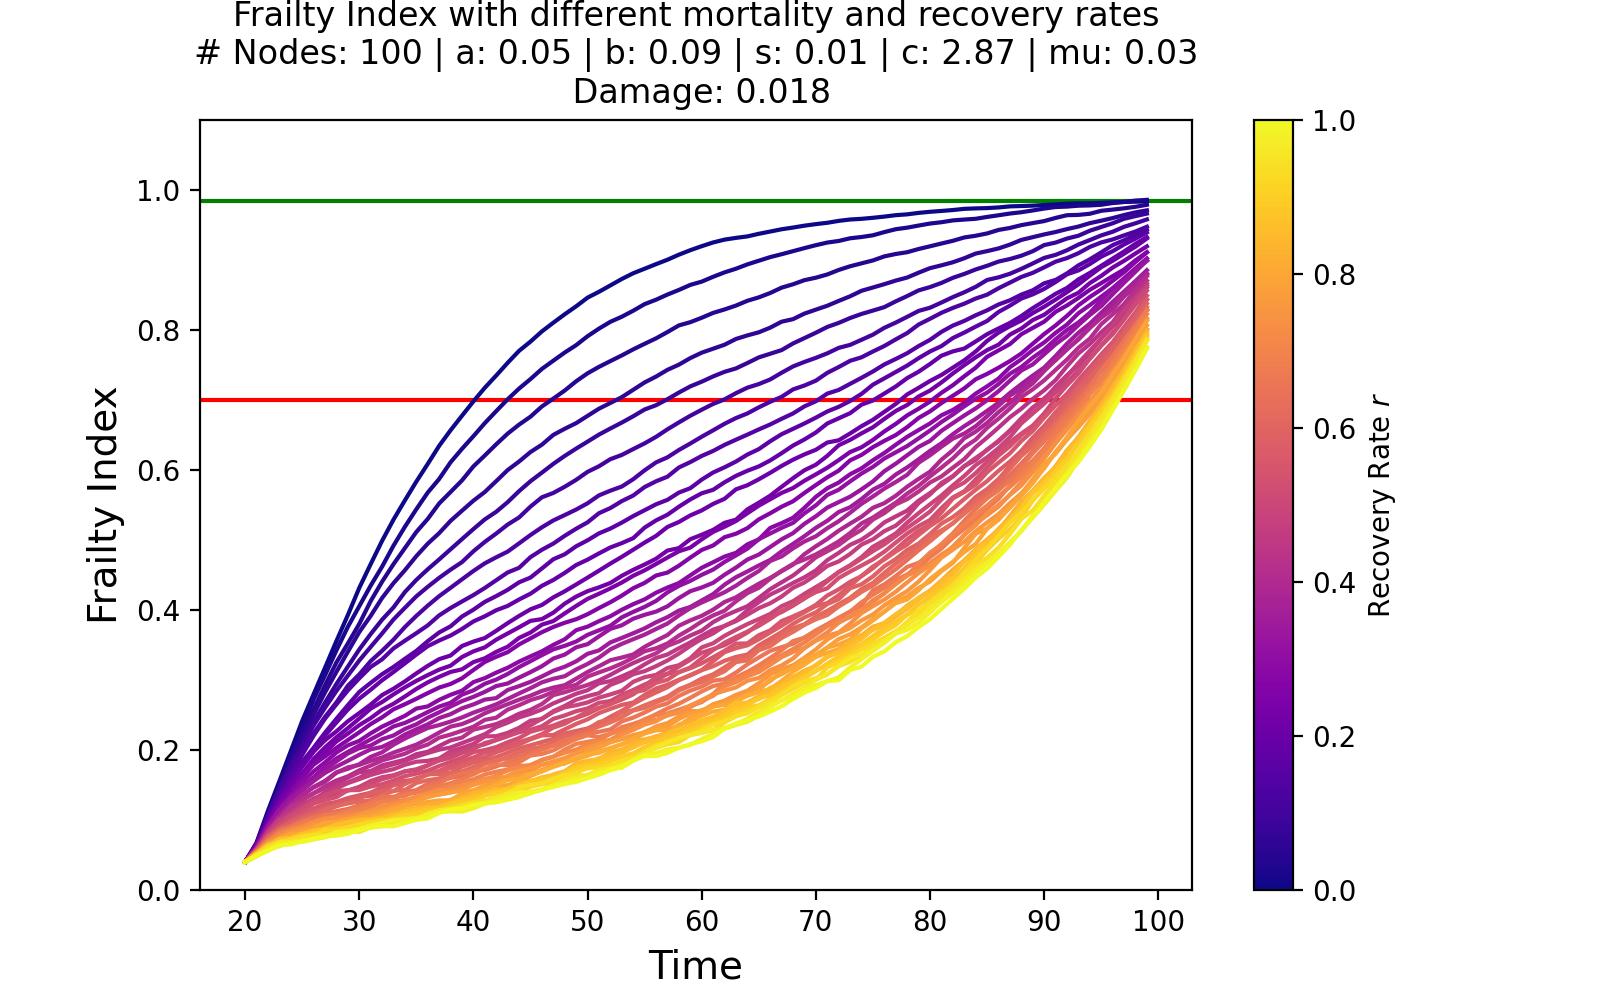 Frailty Index with different mortality and recovery rates
# Nodes: 100 | a: 0.05 | b: 0.09 | s: 0.01 | c: 2.87 | mu: 0.03
Damage: 0.018
1.0
0.8
0.6
0.4
0.2
0.0
Frailty Index
20 30 40 50 60 70 80 90 100
Time
1.0
0.8
0.6
0.4
0.2
0.0
Recovery Rate r